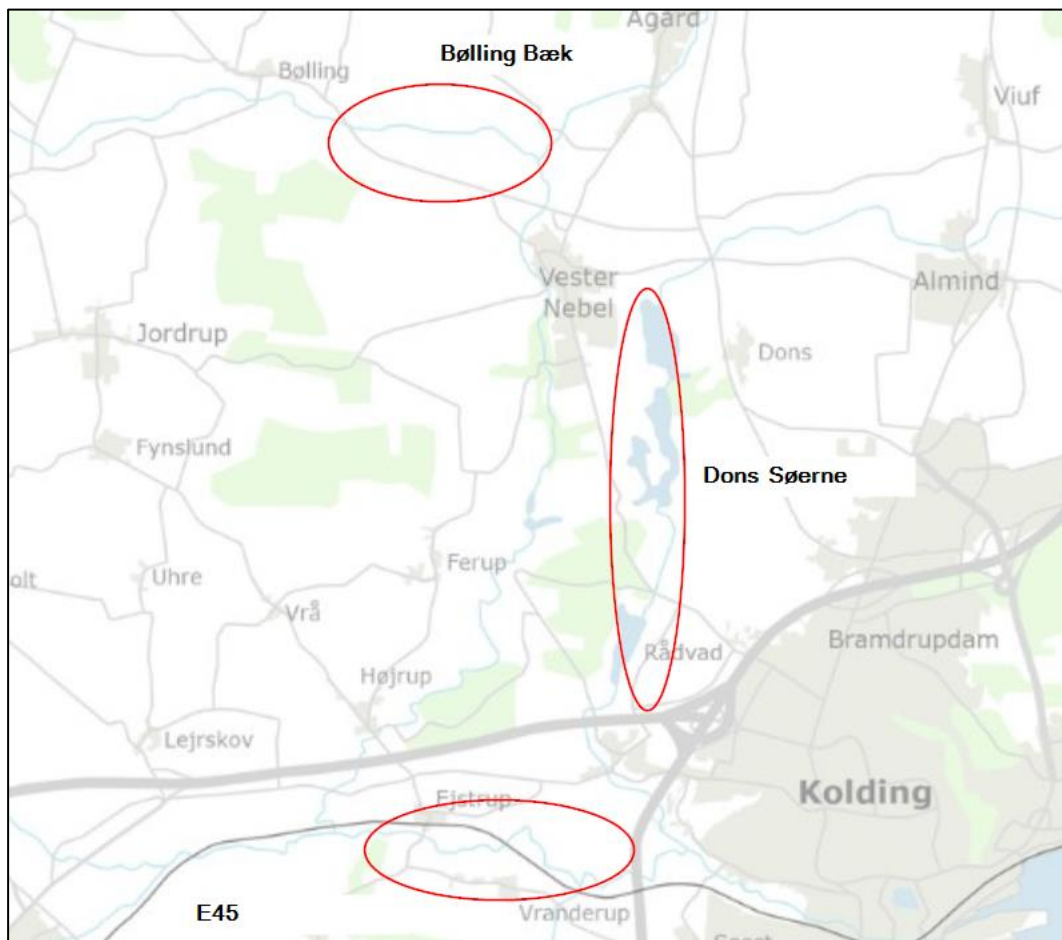 Ågård
Bølling Bæk
Bølling
Viuf
Vester
Nebel
Almind
Jordrup
Dons
Fynslund
Dons Søerne
Ferup
olt
Uhre
Vrå
Bramdrupdam
Rådvad
Højrup
Lejrskov
Kolding
Ejstrup
E45
Vranderup